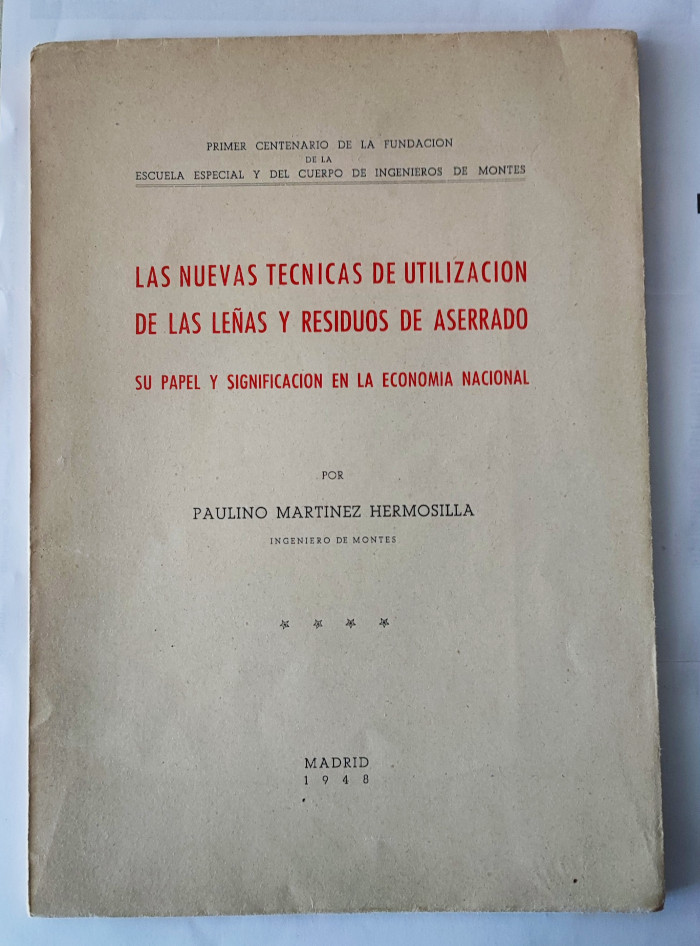 PRIMER CENTENARIO DE LA FUNDACION
DE LA
ESCUELA ESPECIAL Y DEL CUERPO DE INGENIEROS DE MONTES
LAS NUEVAS TECNICAS DE UTILIZACION
DE LAS LEÑAS Y RESIDUOS DE ASERRADO
SU PAPEL Y SIGNIFICACION EN LA ECONOMIA NACIONAL
POR
PAULINO MARTINEZ HERMOSILLA
INGENIERO DE MONTES
MADRID
1948